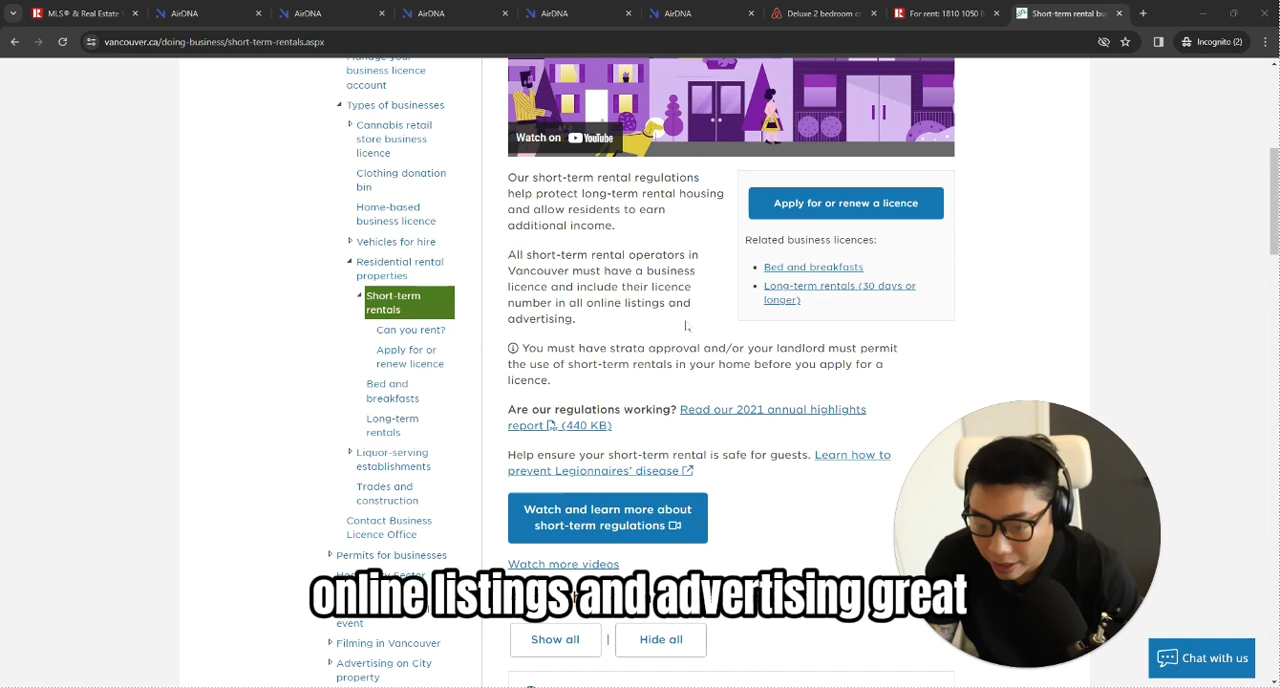 MLS® & Real Estate
AirDNA
AirDNA
AirDNA
AirDNA
AirDNA
Deluxe 2 bedroom co
For rent: 1810 1050 B
Short-term rental bu
vancouver.ca/doing-business/short-term-rentals.aspx
Incognito (2)
Manage your
business licence
account
Types of businesses
Cannabis retail
store business
licence
Clothing donation
bin
Home-based
business licence
Vehicles for hire
Residential rental
properties
Short-term
rentals
Can you rent?
Apply for or
renew licence
Bed and
breakfasts
Long-term
rentals
Liquor-serving
establishments
Trades and
construction
Contact Business
Licence Office
Permits for businesses
event
Filming in Vancouver
Advertising on City
property
Watch on YouTube
Our short-term rental regulations
help protect long-term rental housing
and allow residents to earn
additional income.
All short-term rental operators in
Vancouver must have a business
licence and include their licence
number in all online listings and
advertising.
Apply for or renew a licence
Related business licences:
Bed and breakfasts
Long-term rentals (30 days or
longer)
You must have strata approval and/or your landlord must permit
the use of short-term rentals in your home before you apply for a
licence.
Are our regulations working? Read our 2021 annual highlights
report (440 KB)
Help ensure your short-term rental is safe for guests. Learn how to
prevent Legionnaires' disease
Watch and learn more about
short-term regulations
Watch more videos
online listings and advertising great
Show all | Hide all
Chat with us